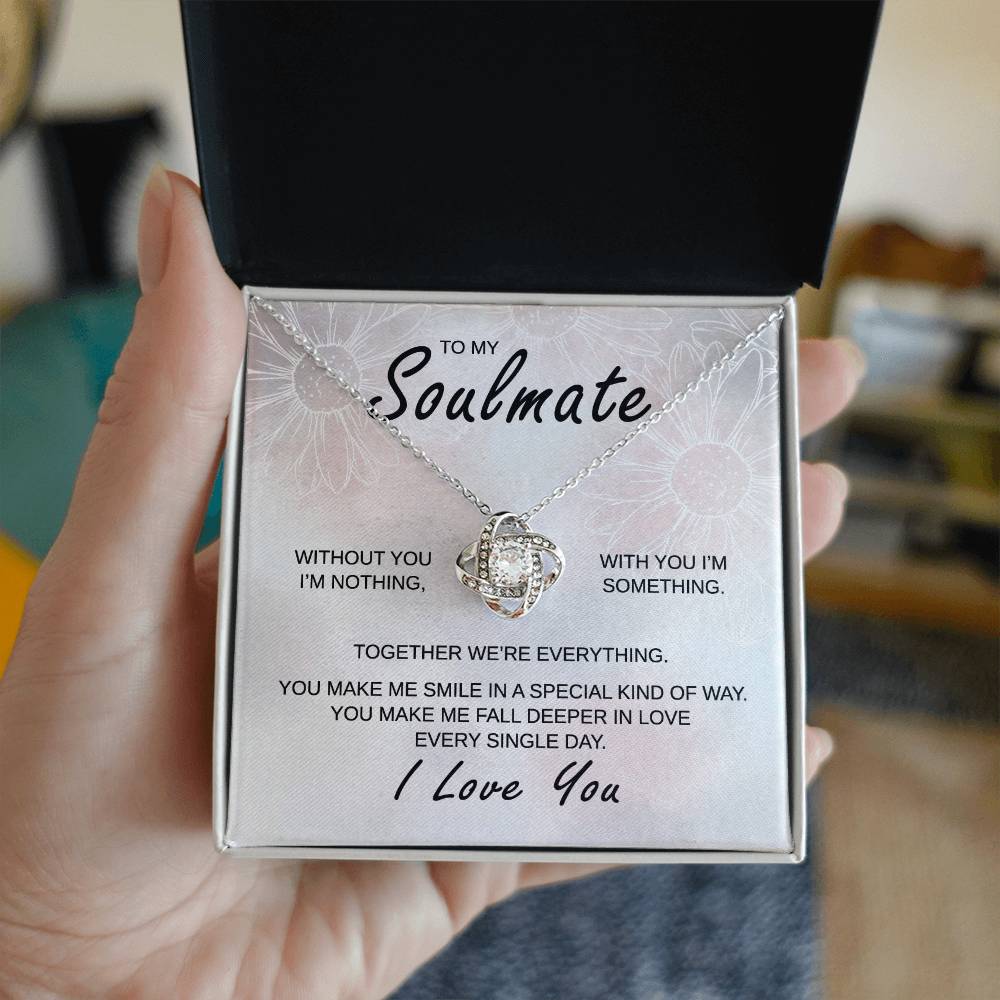 TO MY
Soulmate
WITHOUT YOU
I'M NOTHING,
WITH YOU I'M
SOMETHING.
TOGETHER WE'RE EVERYTHING.
YOU MAKE ME SMILE IN A SPECIAL KIND OF WAY.
YOU MAKE ME FALL DEEPER IN LOVE
EVERY SINGLE DAY.
I Love You